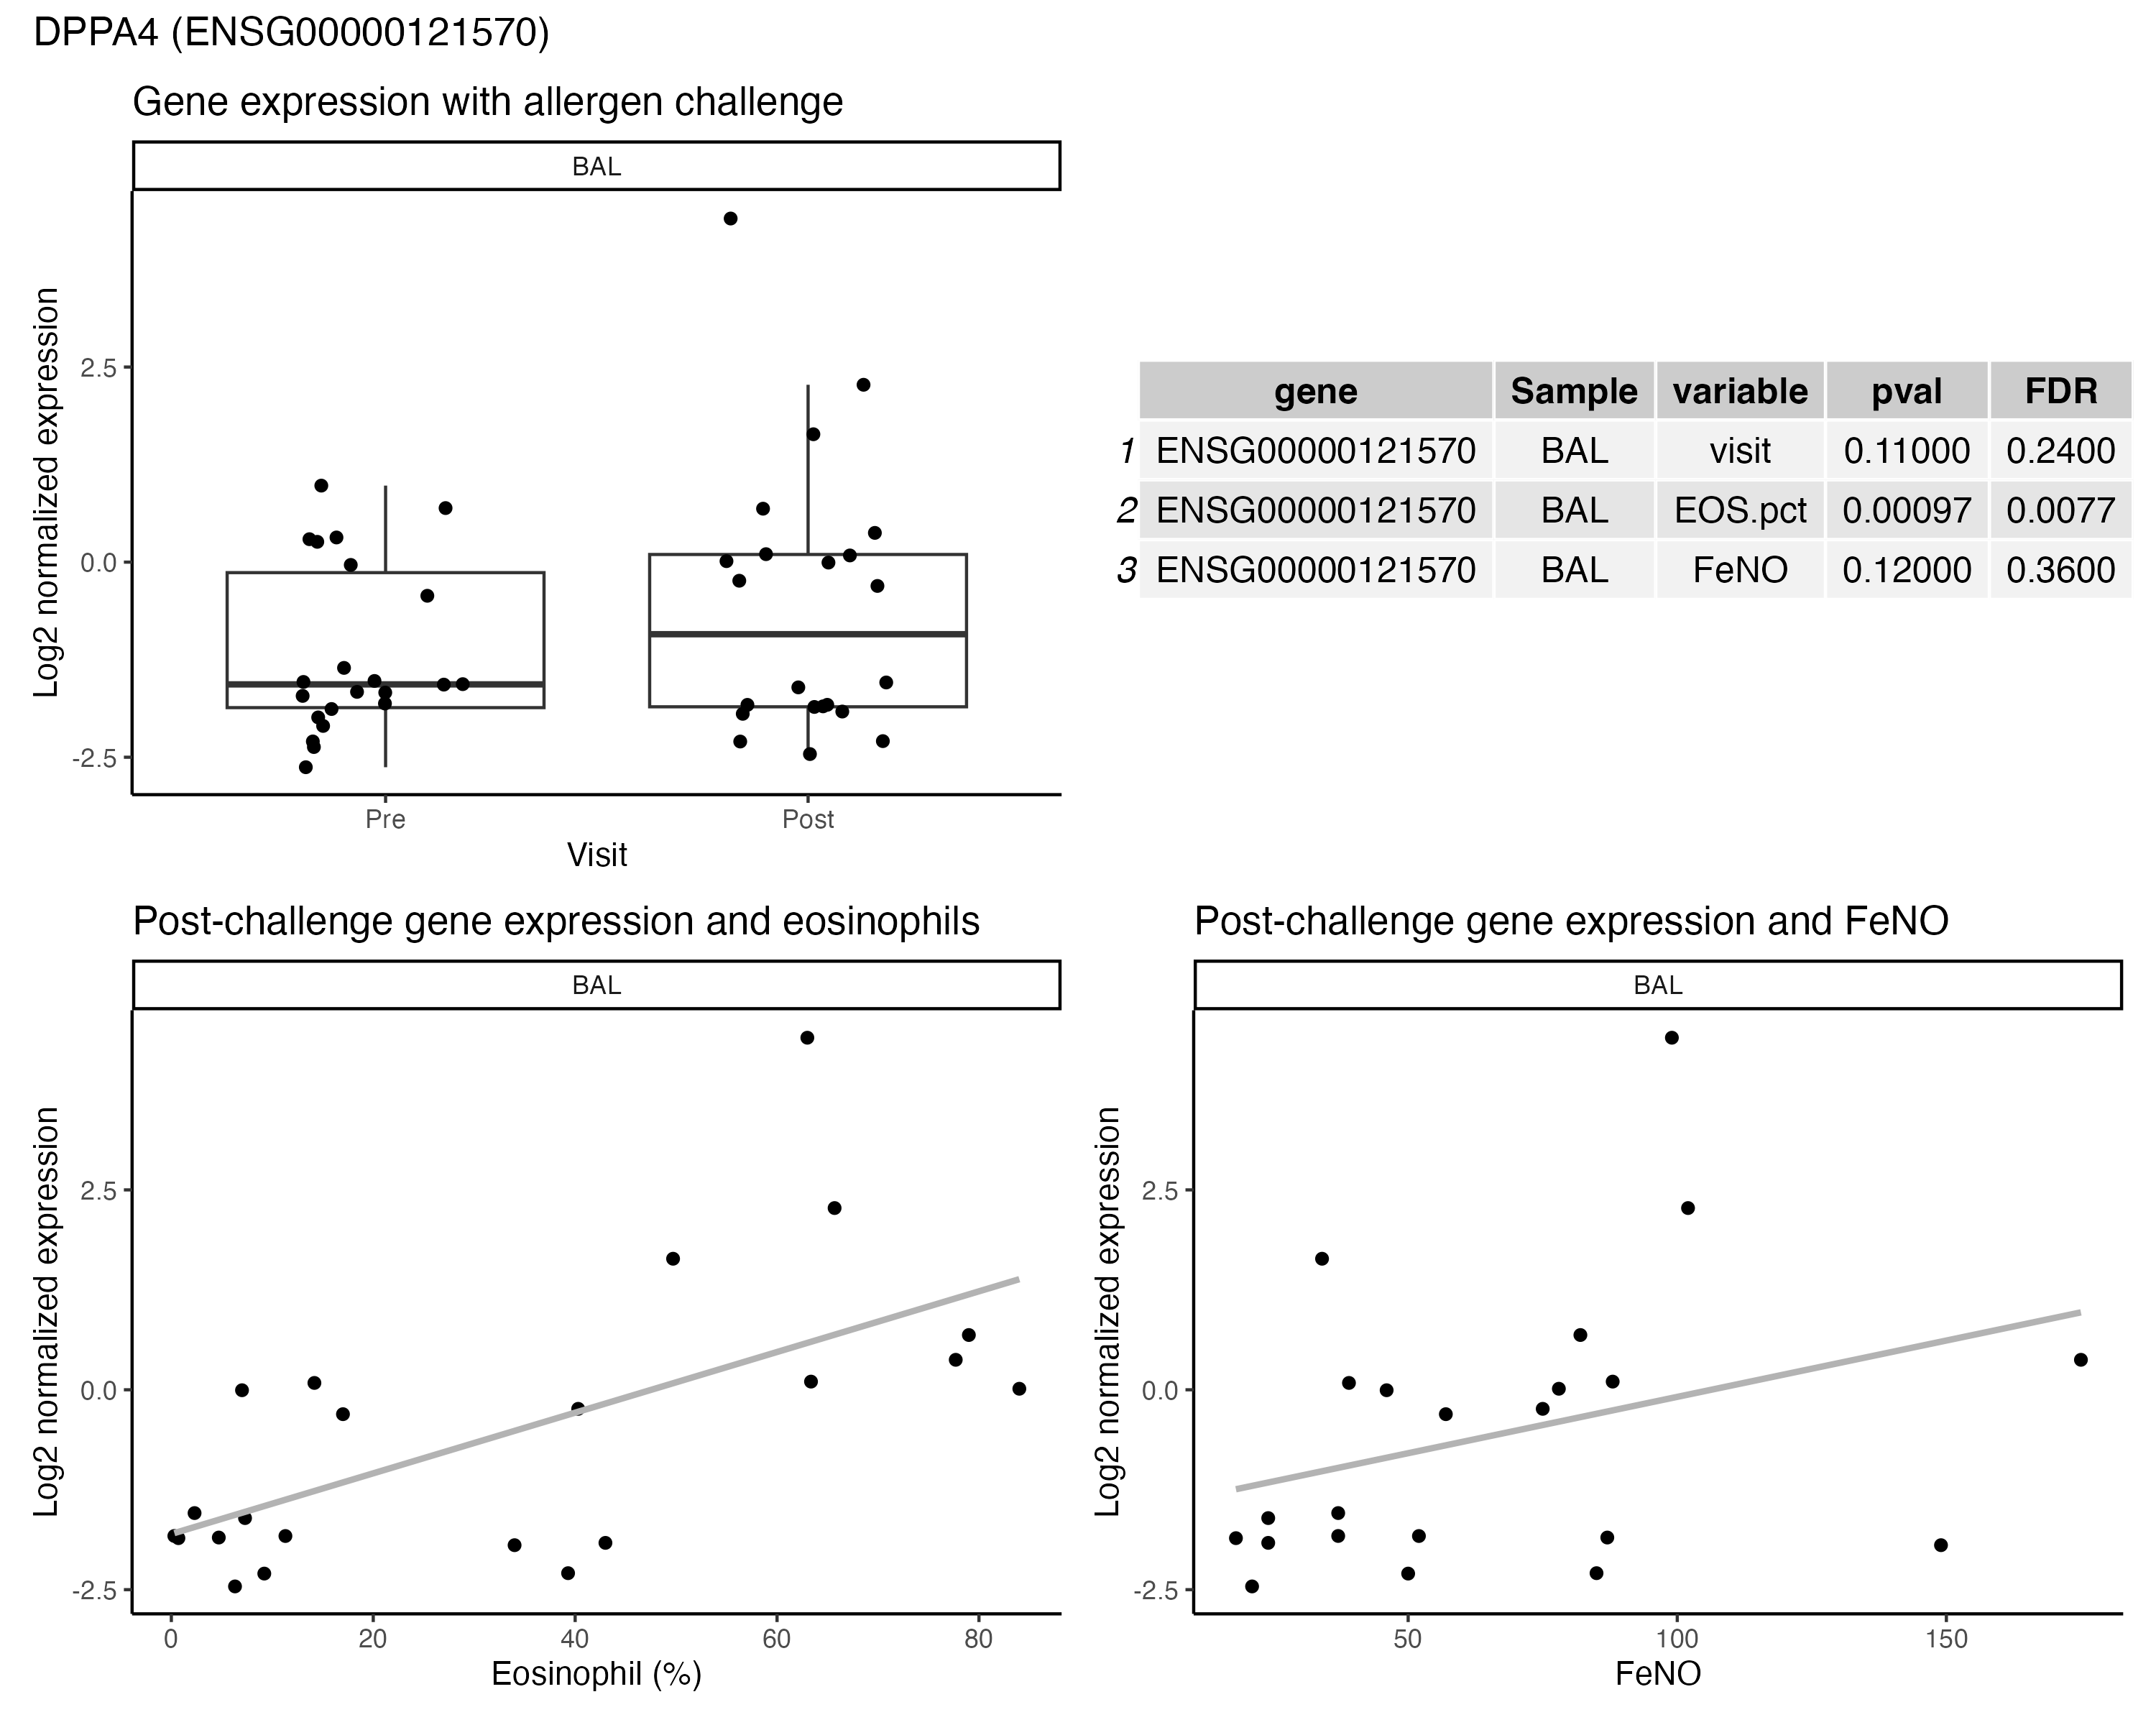 DPPA4 (ENSG00000121570)
Gene expression with allergen challenge
BAL
Log2 normalized expression
2.5
0.0
-2.5
Pre Post
Visit
gene Sample variable pval FDR
1 ENSG00000121570 BAL visit 0.11000 0.2400
2 ENSG00000121570 BAL EOS.pct 0.00097 0.0077
3 ENSG00000121570 BAL FeNO 0.12000 0.3600
Post-challenge gene expression and eosinophils
BAL
Log2 normalized expression
2.5
0.0
-2.5
0 20 40 60 80
Eosinophil (%)
Post-challenge gene expression and FeNO
BAL
Log2 normalized expression
2.5
0.0
-2.5
50 100 150
FeNO